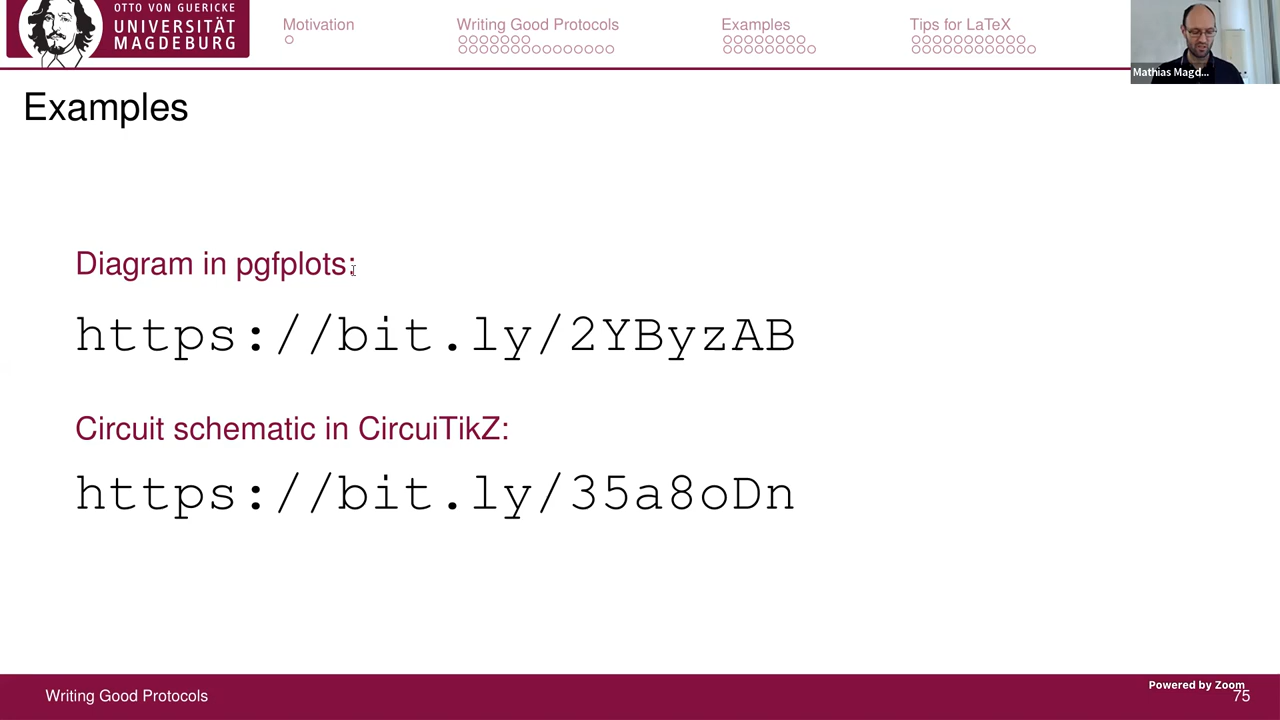 OTTO VON GUERICKE
UNIVERSITÄT
MAGDEBURG
Motivation
Writing Good Protocols
Examples
Tips for LaTeX
Mathias Magd...
Examples
Diagram in pgfplots:
https://bit.ly/2YByzAB
Circuit schematic in CircuiTikZ:
https://bit.ly/35a8oDn
Writing Good Protocols
Powered by Zoom
75